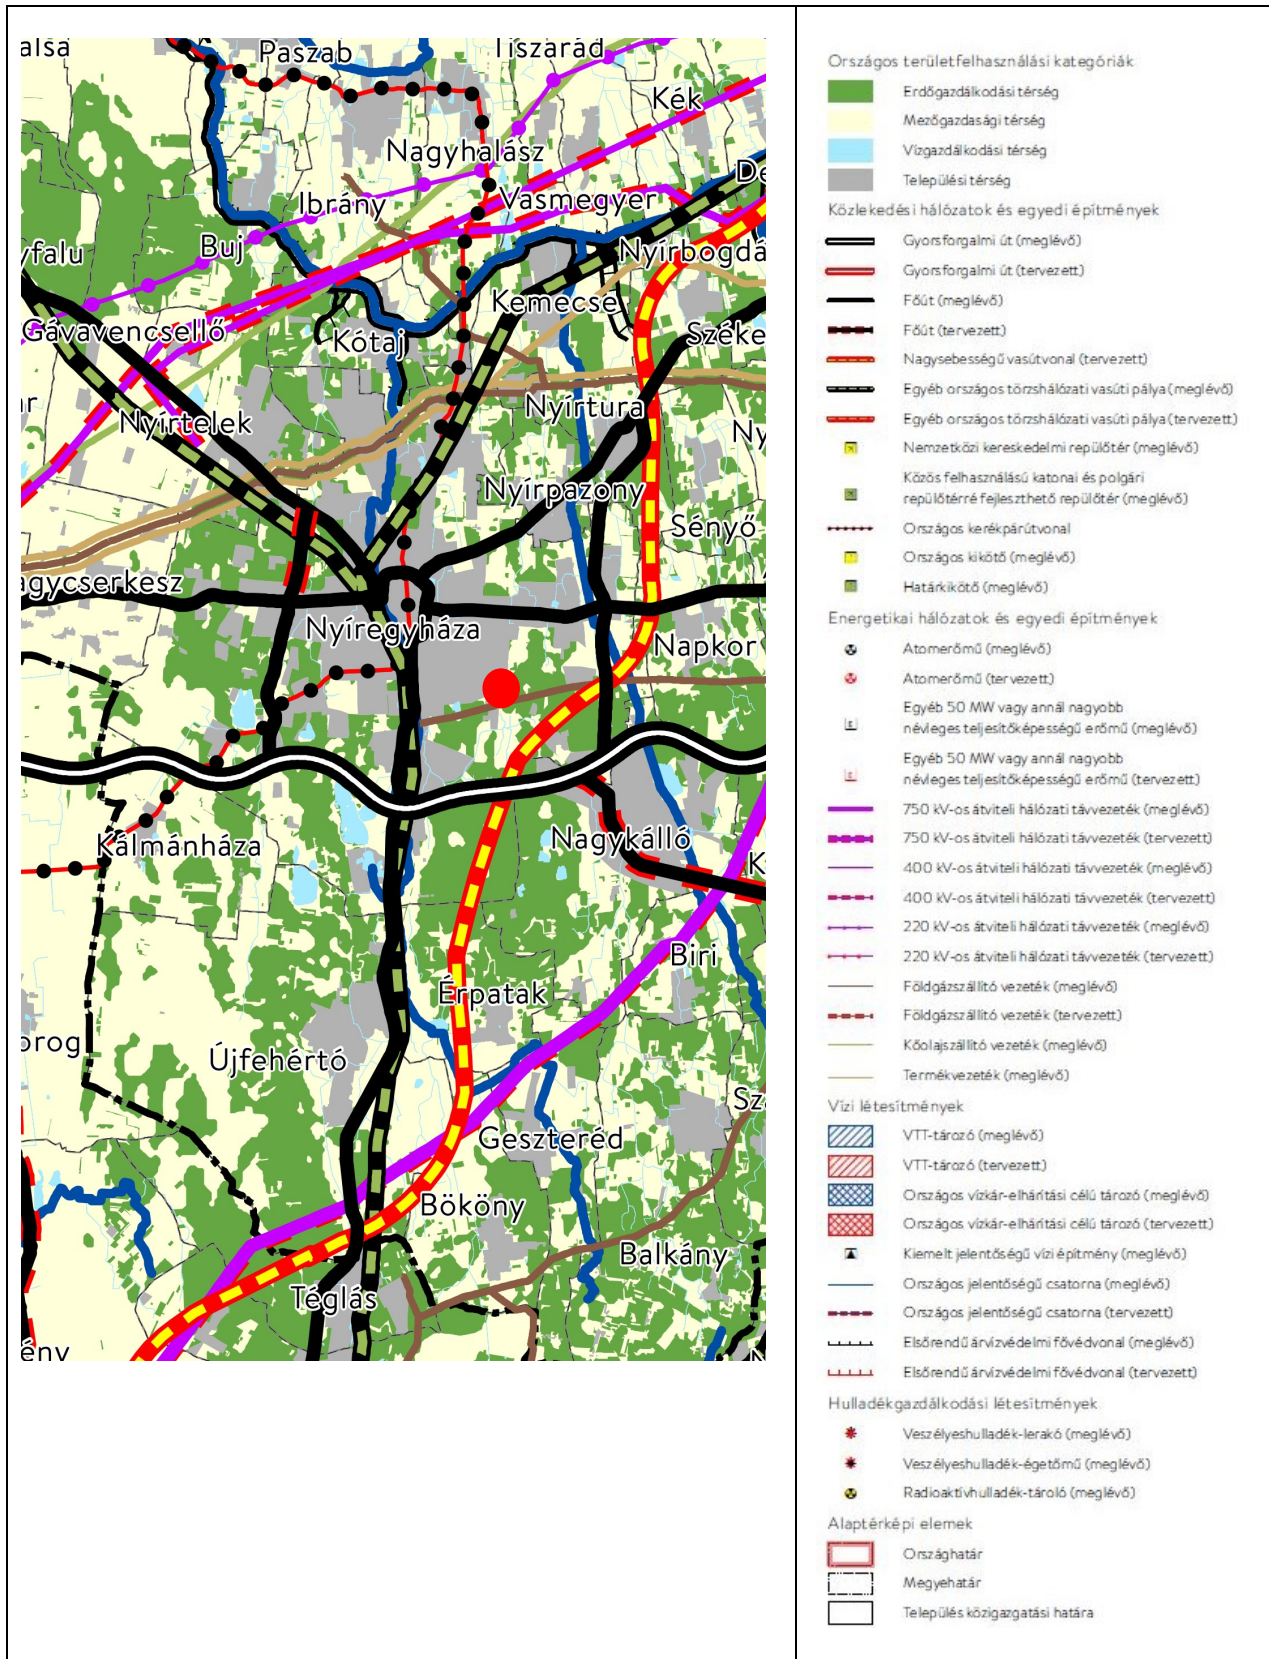 alsa
Paszab
Tiszarád
Kék
Nagyhalász
De
Ibrány
Vasmegyer
Buj
yfalu
Nyírbogdá
Kemecse
Gávavencsellő
Kótaj
Széke
ár
Nyírtelek
Nyírtura
Ny
Nyírpazony
Sényő
agycserkesz
Nyíregyháza
Napkor
Kálmánháza
Nagykálló
K
Biri
Érpatak
orog
Újfehértó
Sz
Geszteréd
Bököny
Balkány
Téglás
ény
Országos területfelhasználási kategóriák
Erdőgazdálkodási térség
Mezőgazdasági térség
Vízgazdálkodási térség
Települési térség
Közlekedési hálózatok és egyedi építmények
Gyorsforgalmi út (meglévő)
Gyorsforgalmi út (tervezett)
Főút (meglévő)
Főút (tervezett)
Nagysebességű vasútvonal (tervezett)
Egyéb országos törzshálózati vasúti pálya (meglévő)
Egyéb országos törzshálózati vasúti pálya (tervezett)
Nemzetközi kereskedelmi repülőtér (meglévő)
Közös felhasználású katonai és polgári
repülőtérré fejleszthető repülőtér (meglévő)
Országos kerékpárútvonal
Országos kikötő (meglévő)
Határkikötő (meglévő)
Energetikai hálózatok és egyedi építmények
Atomerőmű (meglévő)
Atomerőmű (tervezett)
Egyéb 50 MW vagy annál nagyobb
névleges teljesítőképességű erőmű (meglévő)
Egyéb 50 MW vagy annál nagyobb
névleges teljesítőképességű erőmű (tervezett)
750 kV-os átviteli hálózati távvezeték (meglévő)
750 kV-os átviteli hálózati távvezeték (tervezett)
400 kV-os átviteli hálózati távvezeték (meglévő)
400 kV-os átviteli hálózati távvezeték (tervezett)
220 kV-os átviteli hálózati távvezeték (meglévő)
220 kV-os átviteli hálózati távvezeték (tervezett)
Földgázszállító vezeték (meglévő)
Földgázszállító vezeték (tervezett)
Kőolajszállító vezeték (meglévő)
Termékvezeték (meglévő)
Vízi létesítmények
VTT-tározó (meglévő)
VTT-tározó (tervezett)
Országos vízkár-elhárítási célú tározó (meglévő)
Országos vízkár-elhárítási célú tározó (tervezett)
Kiemelt jelentőségű vízi építmény (meglévő)
Országos jelentőségű csatorna (meglévő)
Országos jelentőségű csatorna (tervezett)
Elsőrendű árvízvédelmi fővédvonal (meglévő)
Elsőrendű árvízvédelmi fővédvonal (tervezett)
Hulladékgazdálkodási létesítmények
Veszélyeshulladék-lerakó (meglévő)
Veszélyeshulladék-égetőmű (meglévő)
Radioaktívhulladék-tároló (meglévő)
Alaptérképi elemek
Országhatár
Megyehatár
Település közigazgatási határa